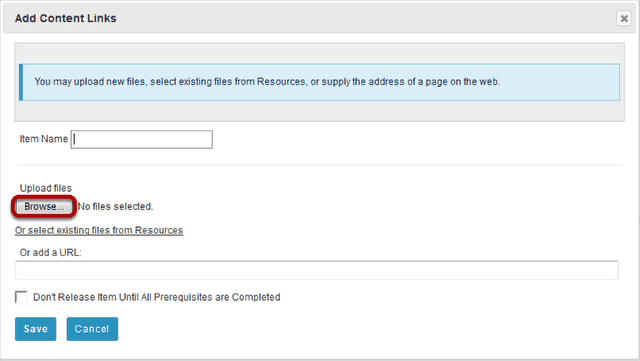 Add Content Links
You may upload new files, select existing files from Resources, or supply the address of a page on the web.
Item Name
Upload files
Browse... No files selected.
Or select existing files from Resources
Or add a URL:
Don't Release Item Until All Prerequisites are Completed
Save Cancel